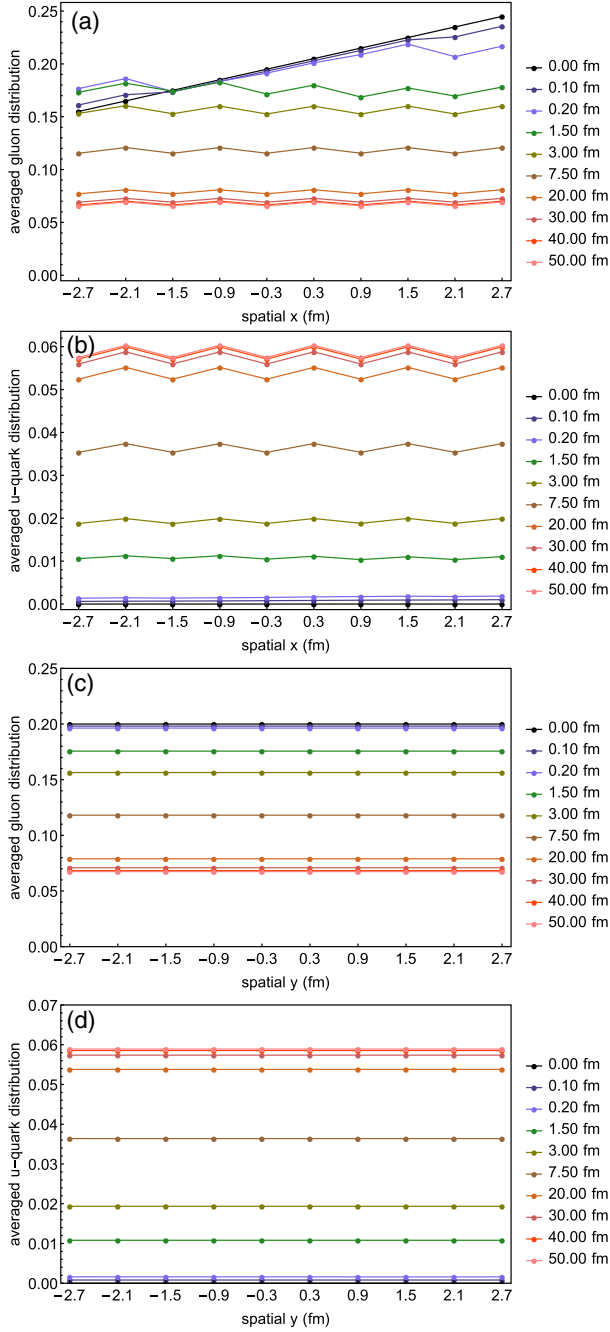 (a)
averaged gluon distribution
0.25
0.20
0.15
0.10
0.05
0.00
−2.7 −2.1 −1.5 −0.9 −0.3 0.3 0.9 1.5 2.1 2.7
spatial x (fm)
0.00 fm
0.10 fm
0.20 fm
1.50 fm
3.00 fm
7.50 fm
20.00 fm
30.00 fm
40.00 fm
50.00 fm
(b)
averaged u−quark distribution
0.06
0.05
0.04
0.03
0.02
0.01
0.00
−2.7 −2.1 −1.5 −0.9 −0.3 0.3 0.9 1.5 2.1 2.7
spatial x (fm)
0.00 fm
0.10 fm
0.20 fm
1.50 fm
3.00 fm
7.50 fm
20.00 fm
30.00 fm
40.00 fm
50.00 fm
(c)
averaged gluon distribution
0.25
0.20
0.15
0.10
0.05
0.00
−2.7 −2.1 −1.5 −0.9 −0.3 0.3 0.9 1.5 2.1 2.7
spatial y (fm)
0.00 fm
0.10 fm
0.20 fm
1.50 fm
3.00 fm
7.50 fm
20.00 fm
30.00 fm
40.00 fm
50.00 fm
(d)
averaged u−quark distribution
0.07
0.06
0.05
0.04
0.03
0.02
0.01
0.00
−2.7 −2.1 −1.5 −0.9 −0.3 0.3 0.9 1.5 2.1 2.7
spatial y (fm)
0.00 fm
0.10 fm
0.20 fm
1.50 fm
3.00 fm
7.50 fm
20.00 fm
30.00 fm
40.00 fm
50.00 fm